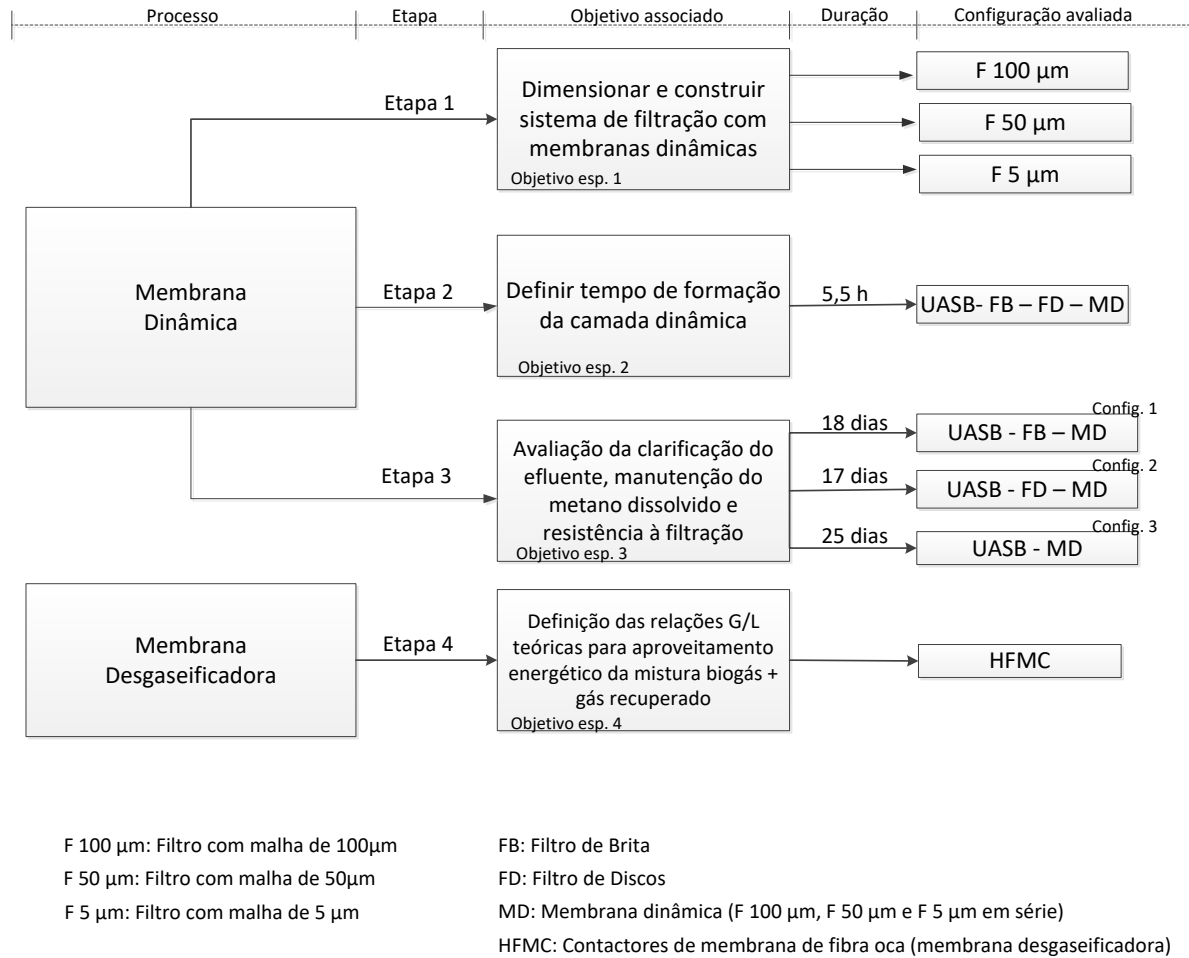 Processo
Etapa
Objetivo associado
Duração
Configuração avaliada
Etapa 1
Dimensionar e construir
sistema de filtração com
membranas dinâmicas
Objetivo esp. 1
F 100 µm
F 50 µm
F 5 µm
Membrana
Dinâmica
Etapa 2
Definir tempo de formação
da camada dinâmica
Objetivo esp. 2
5,5 h
UASB- FB – FD – MD
Etapa 3
Avaliação da clarificação do
efluente, manutenção do
metano dissolvido e
resistência à filtração
Objetivo esp. 3
18 dias
Config. 1
UASB - FB – MD
17 dias
Config. 2
UASB - FD – MD
25 dias
Config. 3
UASB - MD
Membrana
Desgaseificadora
Etapa 4
Definição das relações G/L
teóricas para aproveitamento
energético da mistura biogás +
gás recuperado
Objetivo esp. 4
HFMC
F 100 µm: Filtro com malha de 100µm
F 50 µm: Filtro com malha de 50µm
F 5 µm: Filtro com malha de 5 µm
FB: Filtro de Brita
FD: Filtro de Discos
MD: Membrana dinâmica (F 100 µm, F 50 µm e F 5 µm em série)
HFMC: Contactores de membrana de fibra oca (membrana desgaseificadora)